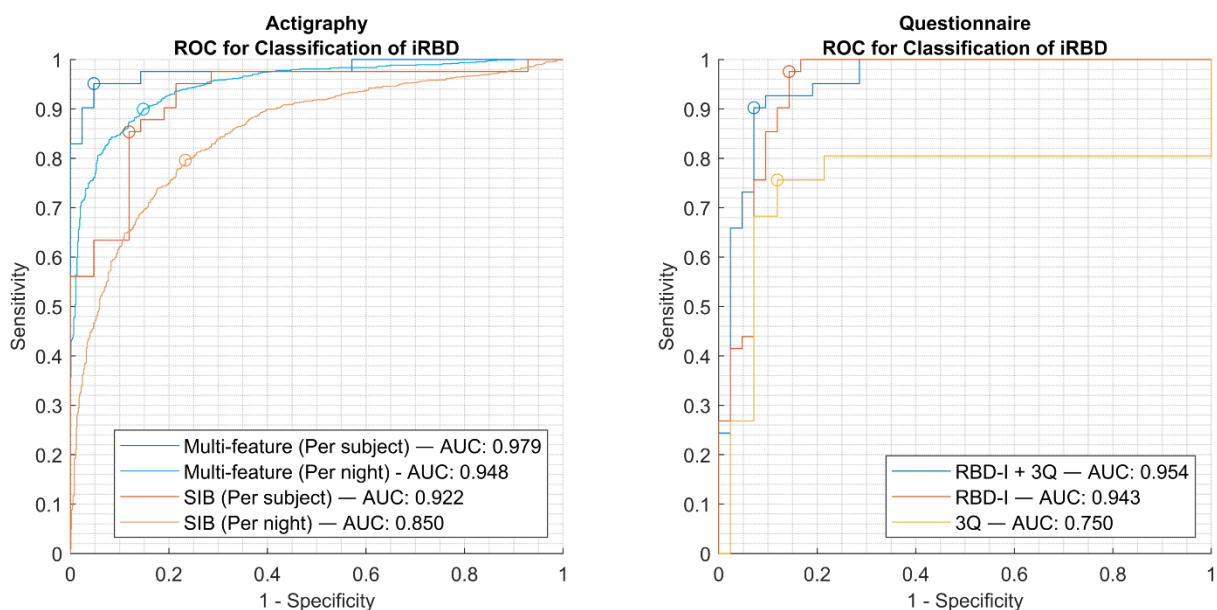 Actigraphy
ROC for Classification of iRBD
1
0.9
0.8
0.7
0.6
0.5
0.4
0.3
0.2
0.1
0
Sensitivity
Multi-feature (Per subject) — AUC: 0.979
Multi-feature (Per night) - AUC: 0.948
SIB (Per subject) — AUC: 0.922
SIB (Per night) — AUC: 0.850
0 0.2 0.4 0.6 0.8 1
1 - Specificity
Questionnaire
ROC for Classification of iRBD
1
0.9
0.8
0.7
0.6
0.5
0.4
0.3
0.2
0.1
0
Sensitivity
RBD-I + 3Q — AUC: 0.954
RBD-I — AUC: 0.943
3Q — AUC: 0.750
0 0.2 0.4 0.6 0.8 1
1 - Specificity